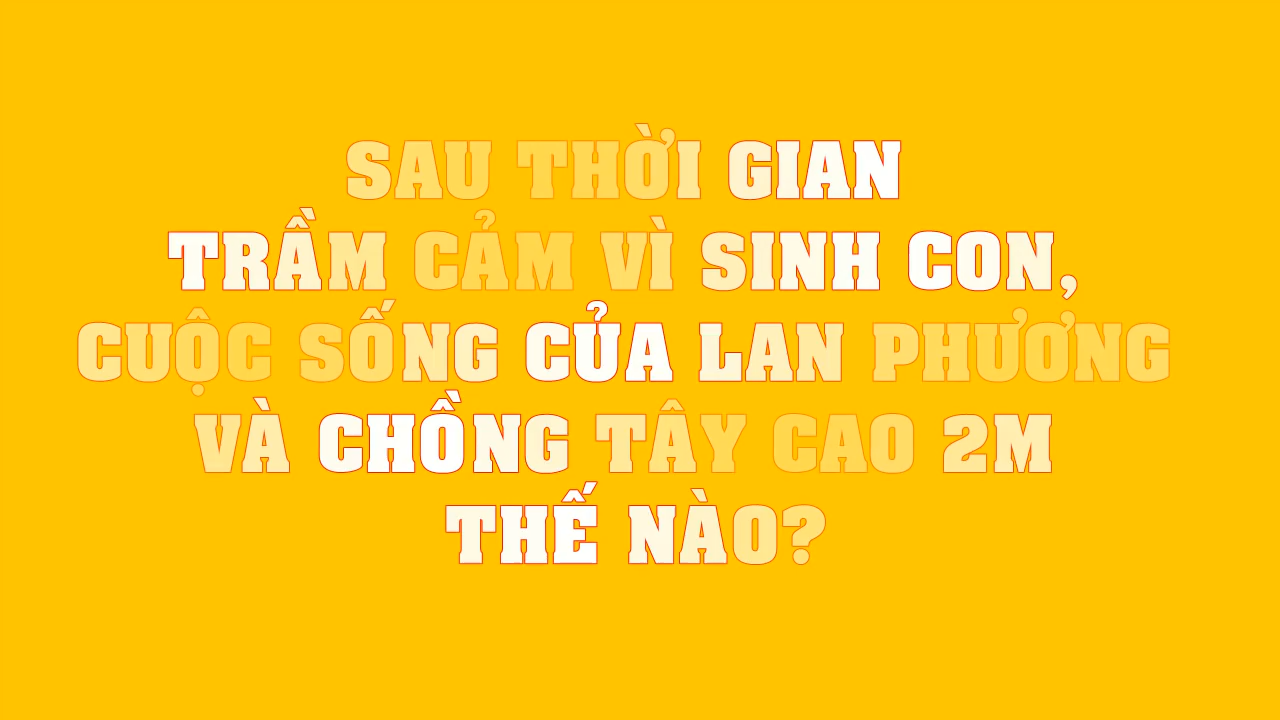 SAU THỜI GIAN
TRẦM CẢM VÌ SINH CON,
CUỘC SỐNG CỦA LAN PHƯƠNG
VÀ CHỒNG TÂY CAO 2M
THẾ NÀO?